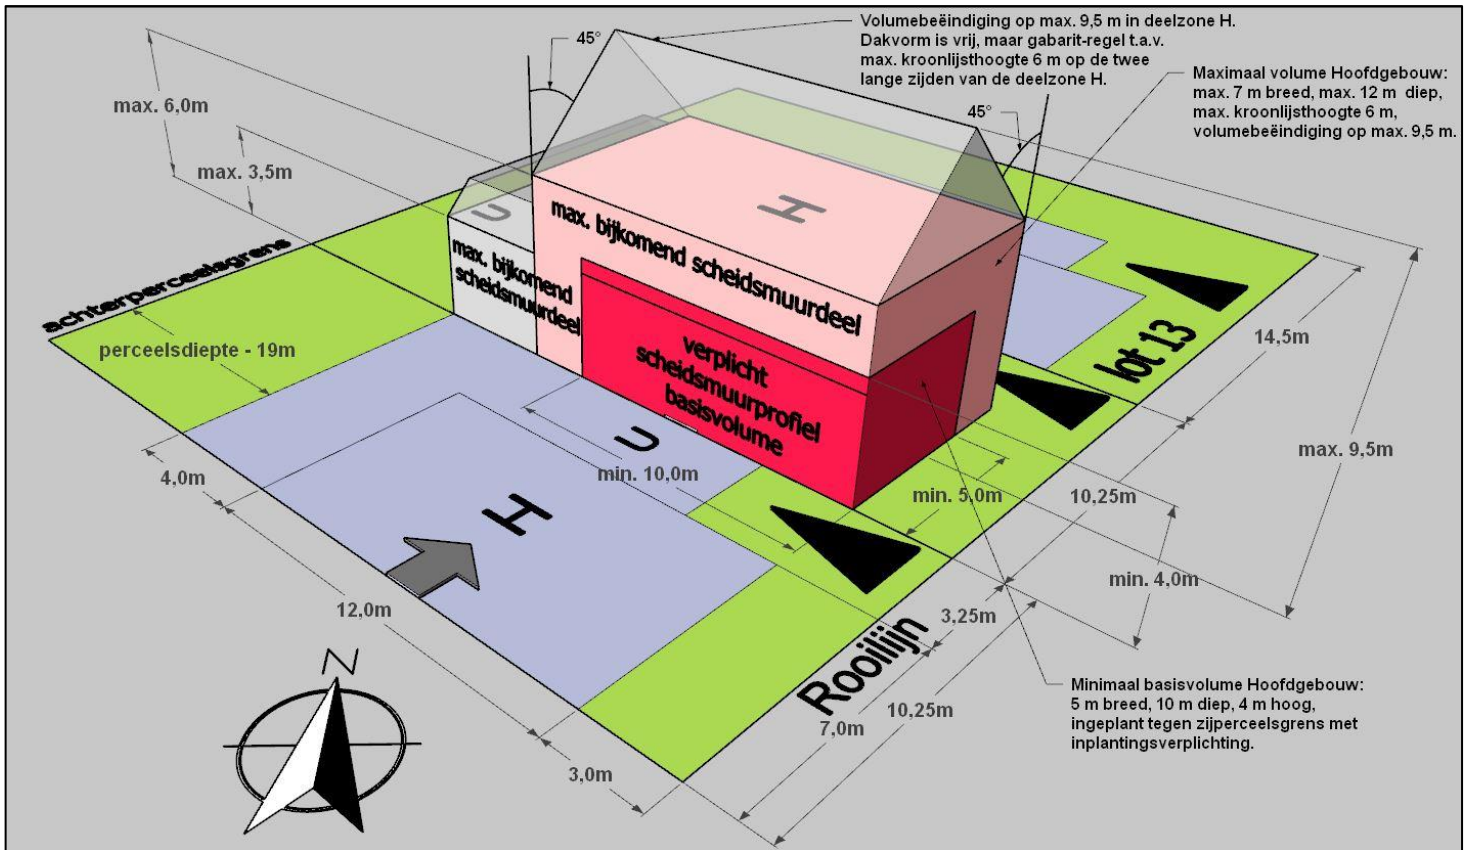 Volumebeëindiging op max. 9,5 m in deelzone H.
Dakvorm is vrij, maar gabarit-regel t.a.v.
max. kroonlijsthoogte 6 m op de twee
lange zijden van de deelzone H.
45°
Maximaal volume Hoofdgebouw:
max. 7 m breed, max. 12 m diep,
max. kroonlijsthoogte 6 m,
volumebeëindiging op max. 9,5 m.
max. 6,0m
45°
max. 3,5m
U
H
max. bijkomend scheidsmuurdeel
max. bijkomend
scheidsmuurdeel
achterperceelsgrens
perceelsdiepte - 19m
verplicht
scheidsmuurprofiel
basisvolume
lot 13
14,5m
max. 9,5m
4,0m
U
min. 10,0m
min. 5,0m
10,25m
H
min. 4,0m
12,0m
3,25m
Rooilijn
10,25m
7,0m
Minimaal basisvolume Hoofdgebouw:
5 m breed, 10 m diep, 4 m hoog,
ingeplant tegen zijperceelsgrens met
inplantingsverplichting.
N
3,0m